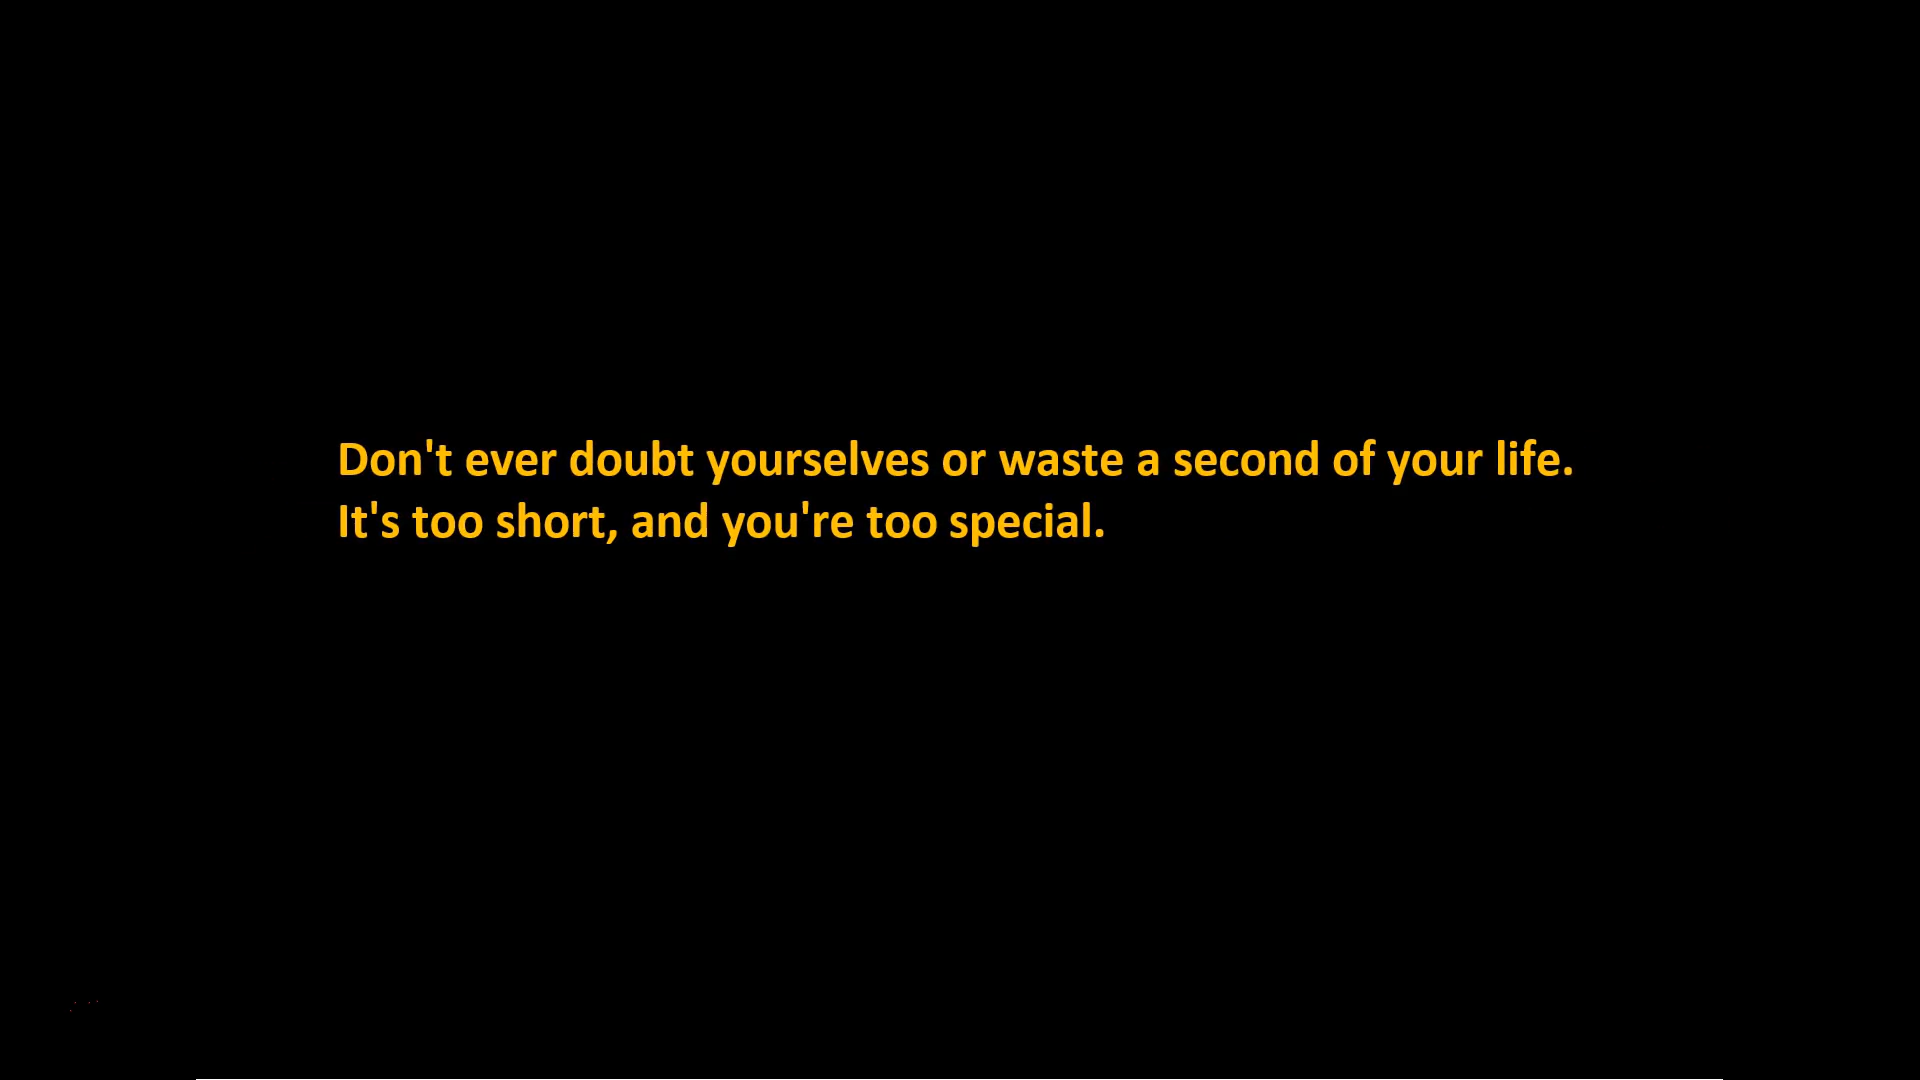 Don't ever doubt yourselves or waste a second of your life.
It's too short, and you're too special.